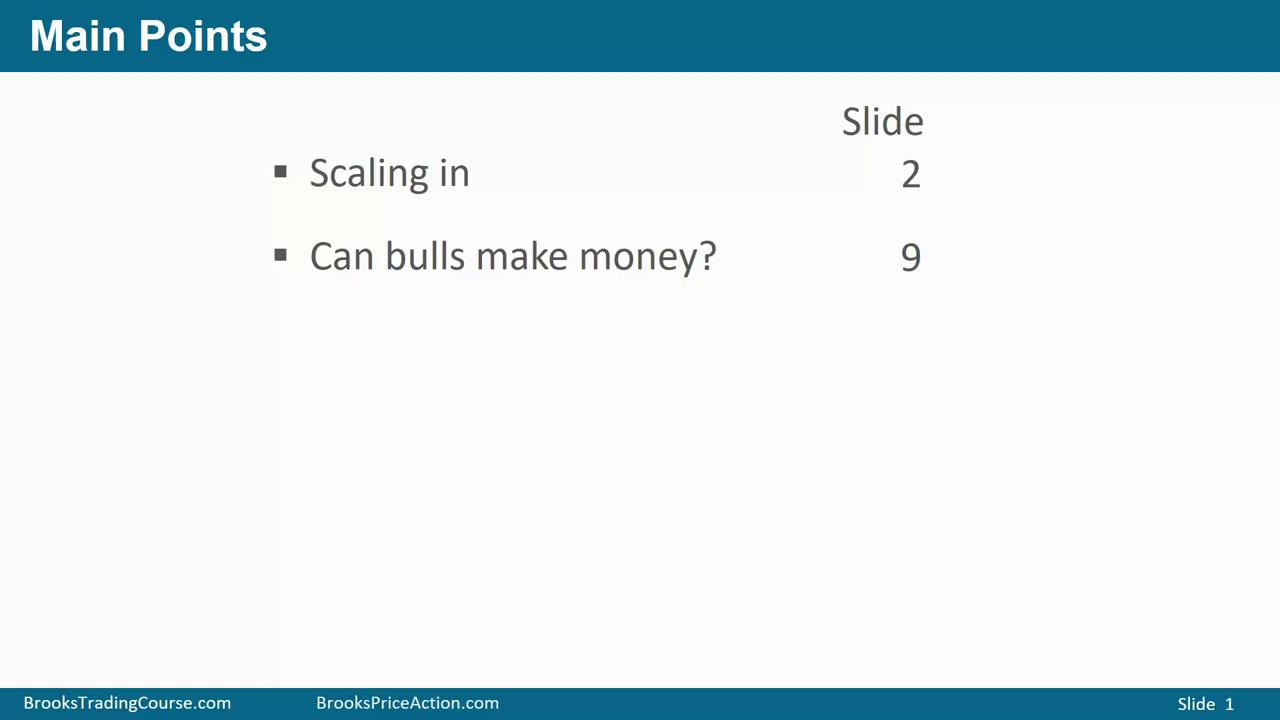 Main Points
Slide
▪ Scaling in 2
▪ Can bulls make money? 9
BrooksTradingCourse.com BrooksPriceAction.com Slide 1